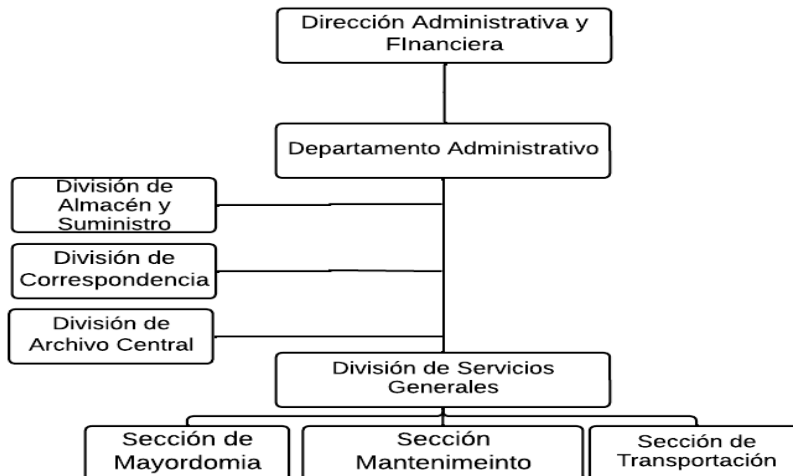 Dirección Administrativa y
FInanciera
Departamento Administrativo
División de
Almacén y
Suministro
División de
Correspondencia
División de
Archivo Central
División de Servicios
Generales
Sección de
Mayordomia
Sección
Mantenimeinto
Sección de
Transportación